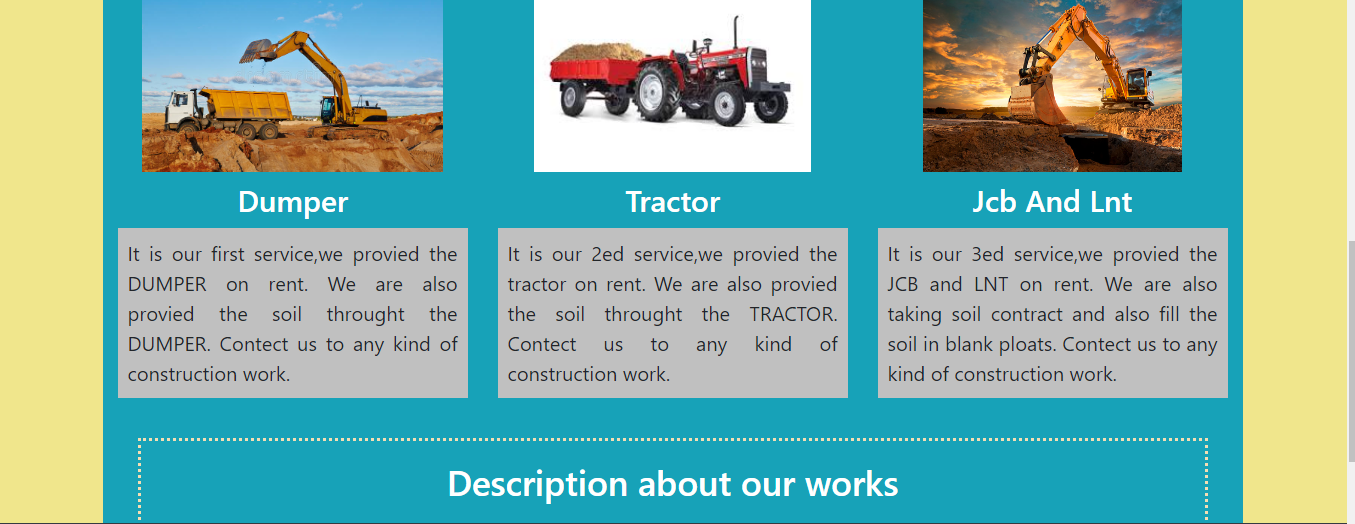 Dumper
It is our first service,we provied the
DUMPER on rent. We are also
provied the soil throught the
DUMPER. Contect us to any kind of
construction work.
Tractor
It is our 2ed service,we provied the
tractor on rent. We are also provied
the soil throught the TRACTOR.
Contect us to any kind of
construction work.
Jcb And Lnt
It is our 3ed service,we provied the
JCB and LNT on rent. We are also
taking soil contract and also fill the
soil in blank ploats. Contect us to any
kind of construction work.
Description about our works